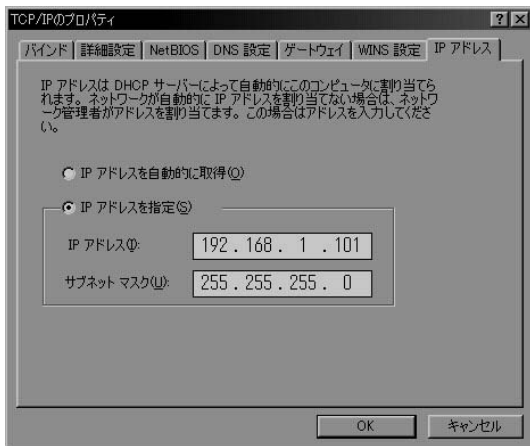 TCP/IPのプロパティ
バインド 詳細設定 NetBIOS DNS 設定 ゲートウェイ WINS 設定 IP アドレス
IP アドレスは DHCP サーバーによって自動的にこのコンピュータに割り当てら
れます。ネットワークが自動的に IP アドレスを割り当てない場合は、ネットワ
ーク管理者がアドレスを割り当てます。この場合はアドレスを入力してくださ
い。
IP アドレスを自動的に取得(O)
IP アドレスを指定(S)
IP アドレス(I): 192 . 168 . 1 . 101
サブネット マスク(U): 255 . 255 . 255 . 0
OK キャンセル